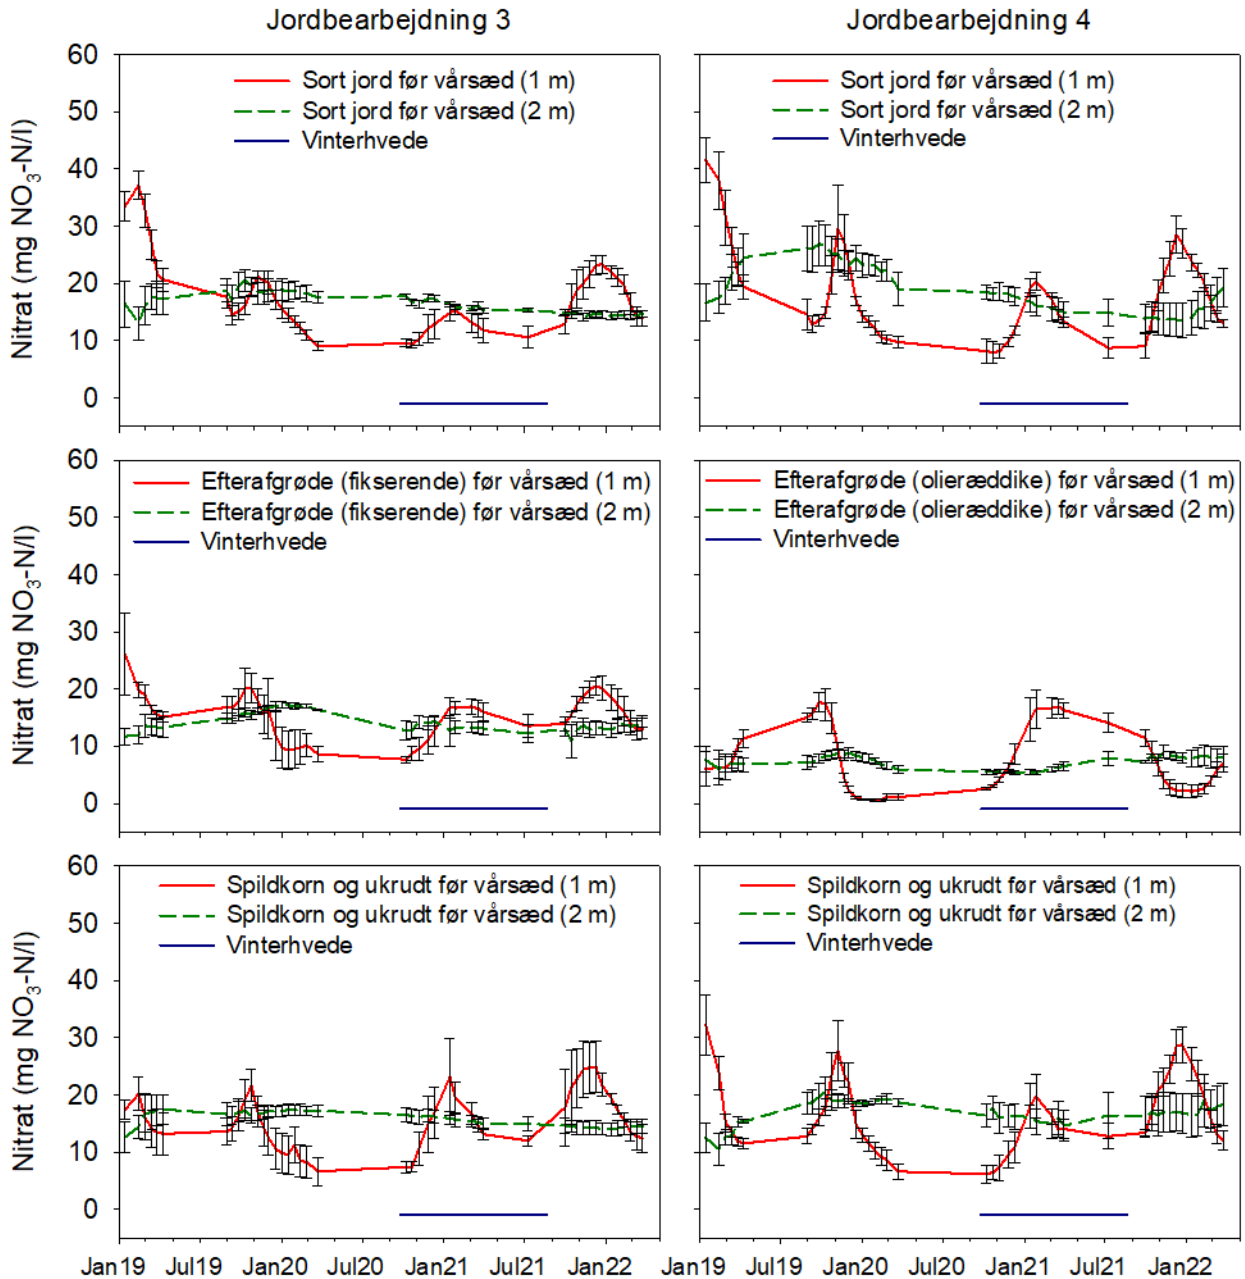 Jordbearbejdning 3
Jordbearbejdning 4
Nitrat (mg NO3-N/l)
60
50
40
30
20
10
0
Sort jord før vårsæd (1 m)
Sort jord før vårsæd (2 m)
Vinterhvede
Sort jord før vårsæd (1 m)
Sort jord før vårsæd (2 m)
Vinterhvede
Nitrat (mg NO3-N/l)
60
50
40
30
20
10
0
Efterafgrøde (fikserende) før vårsæd (1 m)
Efterafgrøde (fikserende) før vårsæd (2 m)
Vinterhvede
Efterafgrøde (olieræddike) før vårsæd (1 m)
Efterafgrøde (olieræddike) før vårsæd (2 m)
Vinterhvede
Nitrat (mg NO3-N/l)
60
50
40
30
20
10
0
Spildkorn og ukrudt før vårsæd (1 m)
Spildkorn og ukrudt før vårsæd (2 m)
Vinterhvede
Spildkorn og ukrudt før vårsæd (1 m)
Spildkorn og ukrudt før vårsæd (2 m)
Vinterhvede
Jan19 Jul19 Jan20 Jul20 Jan21 Jul21 Jan22
Jan19 Jul19 Jan20 Jul20 Jan21 Jul21 Jan22